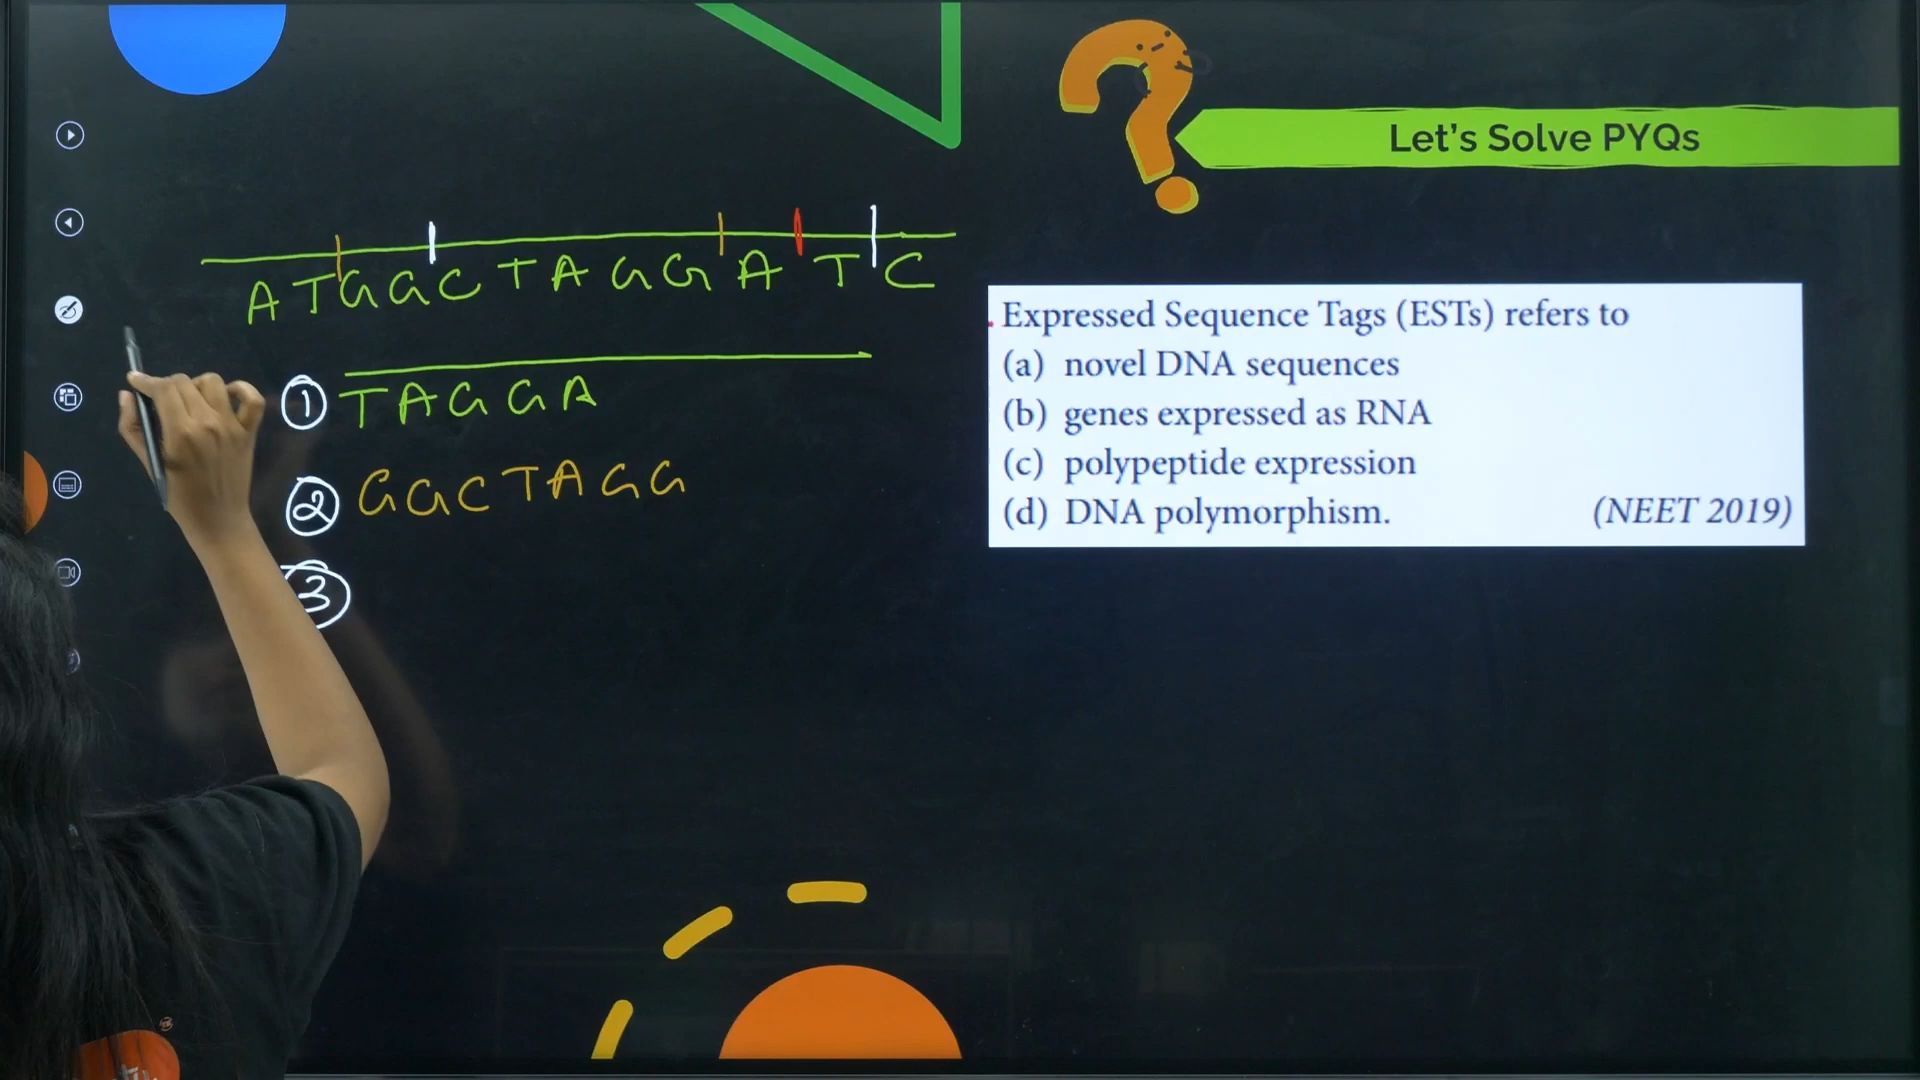 Let's Solve PYQs
ATGGCTAGGATC
① TAGGA
② GGCTAGG
③
Expressed Sequence Tags (ESTs) refers to
(a) novel DNA sequences
(b) genes expressed as RNA
(c) polypeptide expression
(d) DNA polymorphism. (NEET 2019)